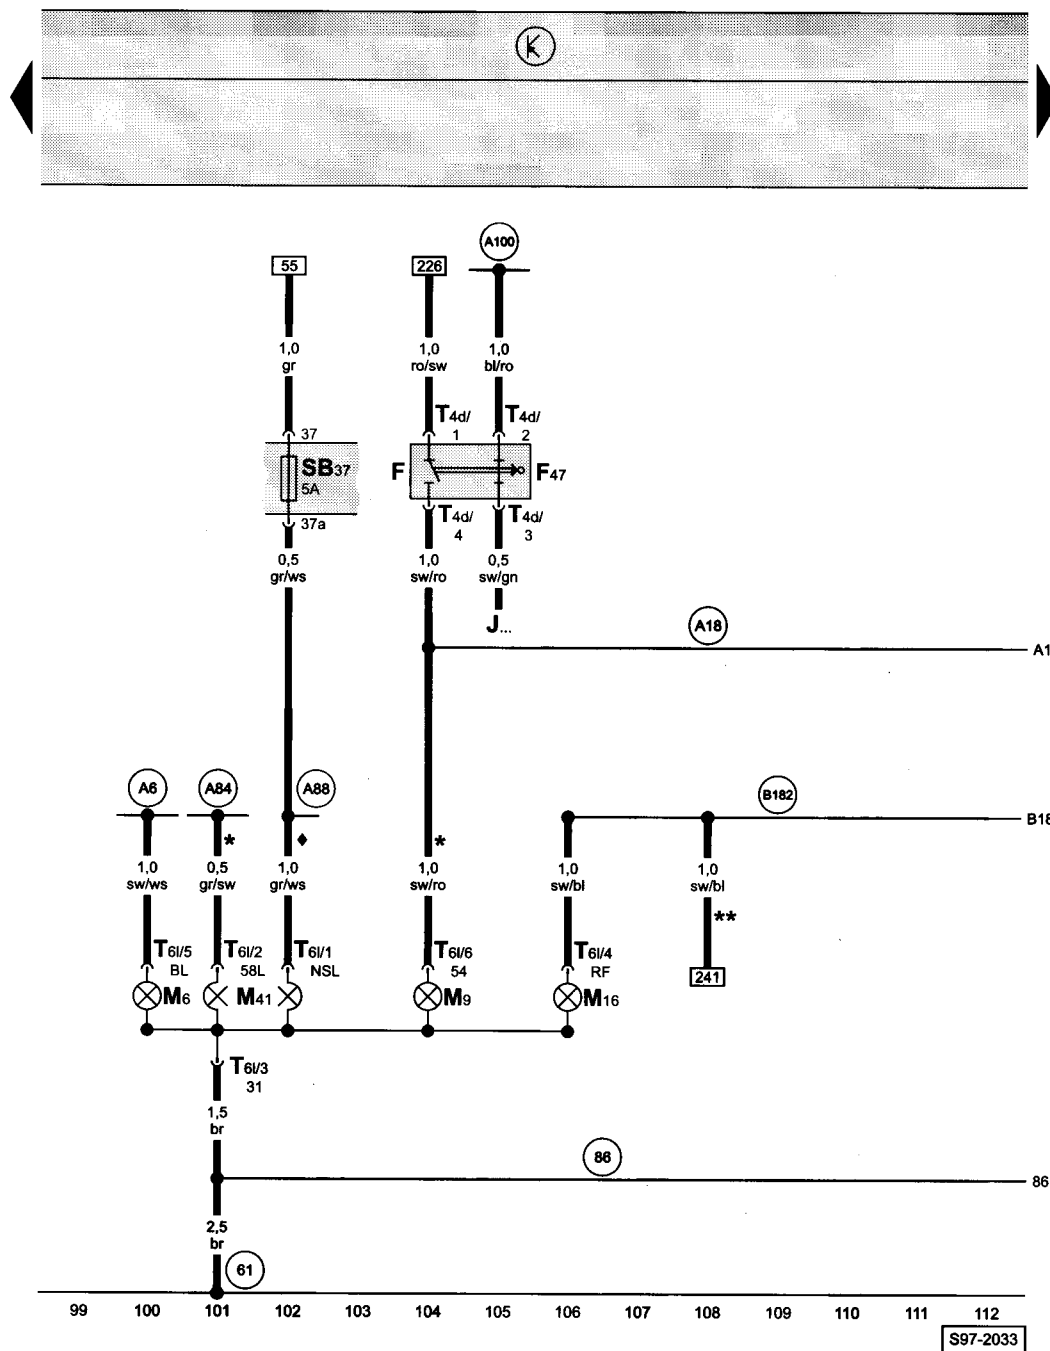 K
A100
55
226
1,0
gr
1,0
ro/sw
1,0
bl/ro
T4d/
1
T4d/
2
37
SB37
5A
F
F47
37a
T4d/
4
T4d/
3
0,5
gr/ws
1,0
sw/ro
0,5
sw/gn
J...
A18
A1
A6
A84
A88
B182
B18
*
♦
*
1,0
sw/ws
0,5
gr/sw
1,0
gr/ws
1,0
sw/ro
1,0
sw/bl
1,0
sw/bl
**
T6l/5
BL
T6l/2
58L
T6l/1
NSL
T6l/6
54
T6l/4
RF
241
M6
M41
M9
M16
T6l/3
31
1,5
br
86
86
2,5
br
61
99 100 101 102 103 104 105 106 107 108 109 110 111 112
S97-2033